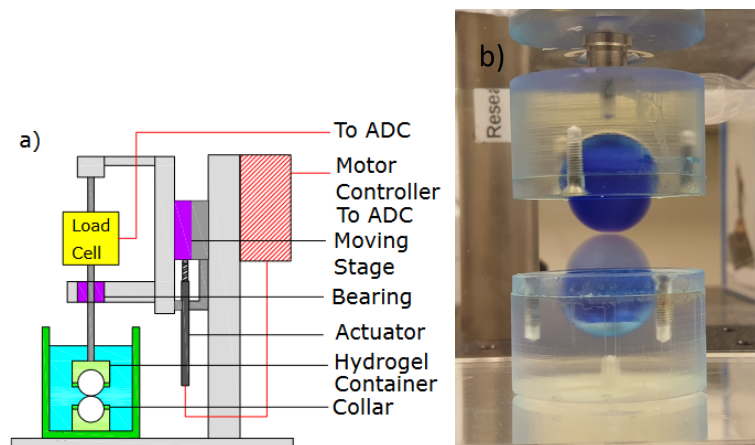 a)
To ADC
Motor
Controller
To ADC
Moving
Stage
Bearing
Actuator
Hydrogel
Container
Collar
Load
Cell
b)
Resea